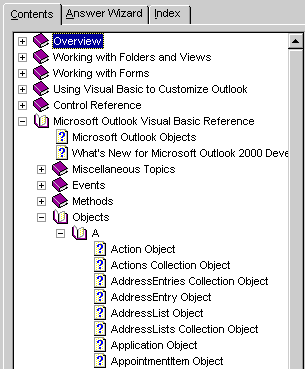 Contents Answer Wizard Index
Overview
Working with Folders and Views
Working with Forms
Using Visual Basic to Customize Outlook
Control Reference
Microsoft Outlook Visual Basic Reference
Microsoft Outlook Objects
What's New for Microsoft Outlook 2000 Deve
Miscellaneous Topics
Events
Methods
Objects
A
Action Object
Actions Collection Object
AddressEntries Collection Object
AddressEntry Object
AddressList Object
AddressLists Collection Object
Application Object
AppointmentItem Object